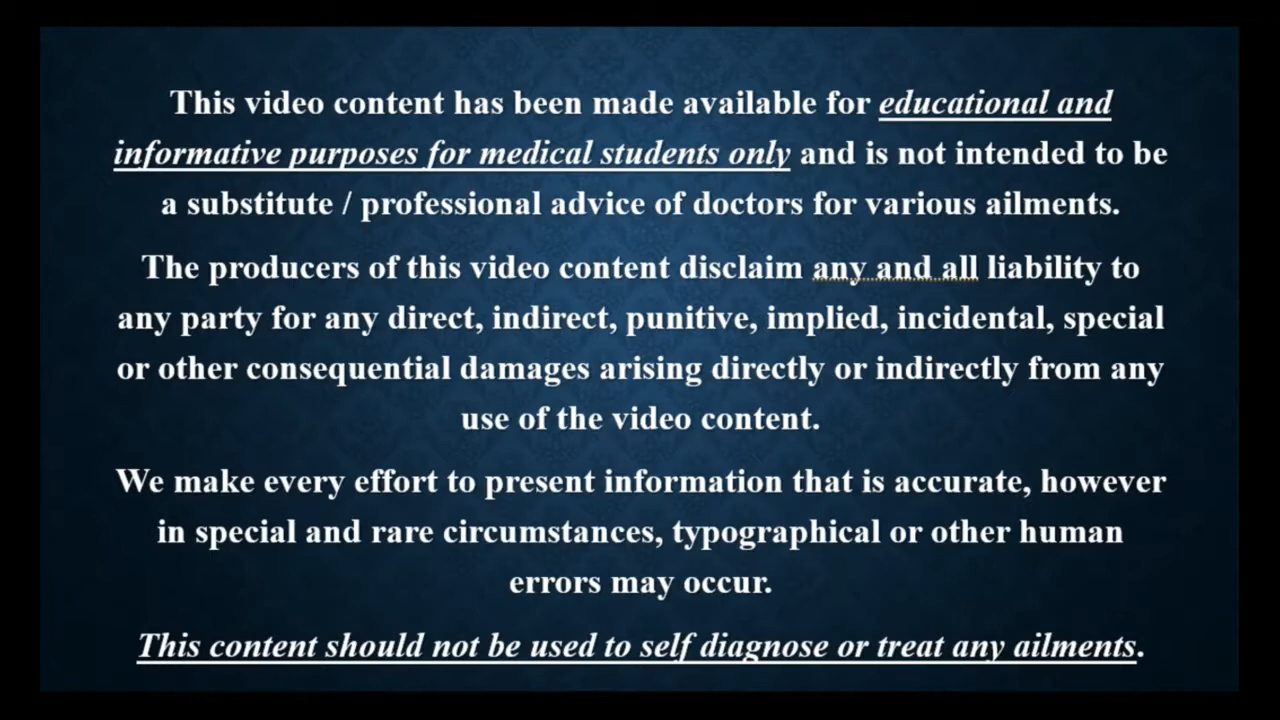 This video content has been made available for educational and
informative purposes for medical students only and is not intended to be
a substitute / professional advice of doctors for various ailments.
The producers of this video content disclaim any and all liability to
any party for any direct, indirect, punitive, implied, incidental, special
or other consequential damages arising directly or indirectly from any
use of the video content.
We make every effort to present information that is accurate, however
in special and rare circumstances, typographical or other human
errors may occur.
This content should not be used to self diagnose or treat any ailments.